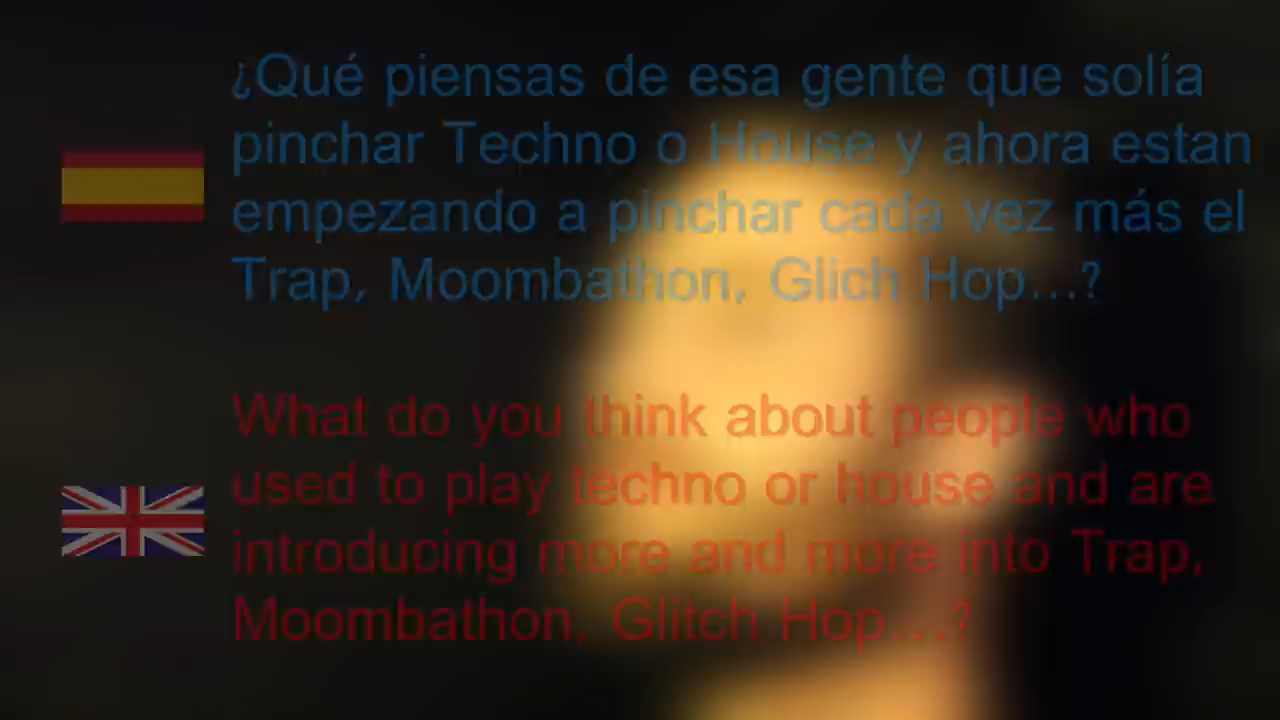 ¿Qué piensas de esa gente que solía
pinchar Techno o House y ahora estan
empezando a pinchar cada vez más el
Trap, Moombathon, Glich Hop...?
What do you think about people who
used to play techno or house and are
introducing more and more into Trap,
Moombathon, Glitch Hop...?